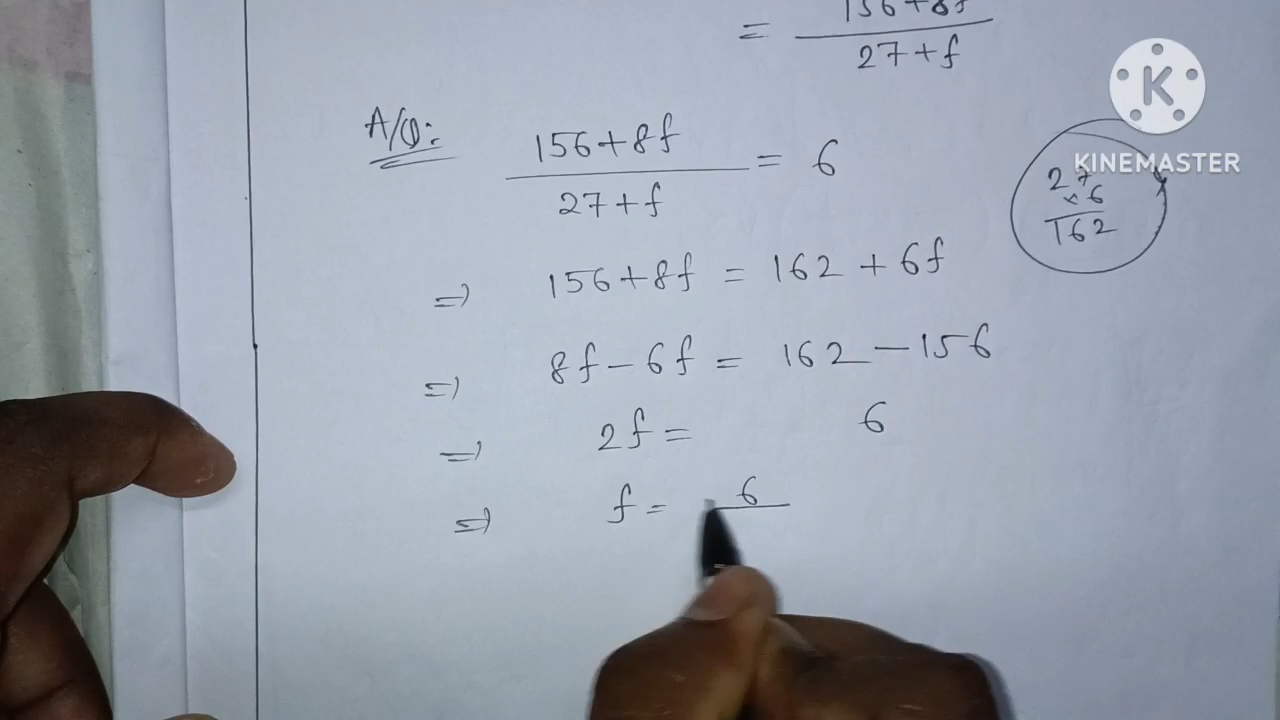 = 156+8f / 27+f
A/Q:
156+8f / 27+f = 6
=) 156+8f = 162+6f
=) 8f-6f = 162-156
=) 2f = 6
=) f = 6
27
×6
162
K
KINEMASTER